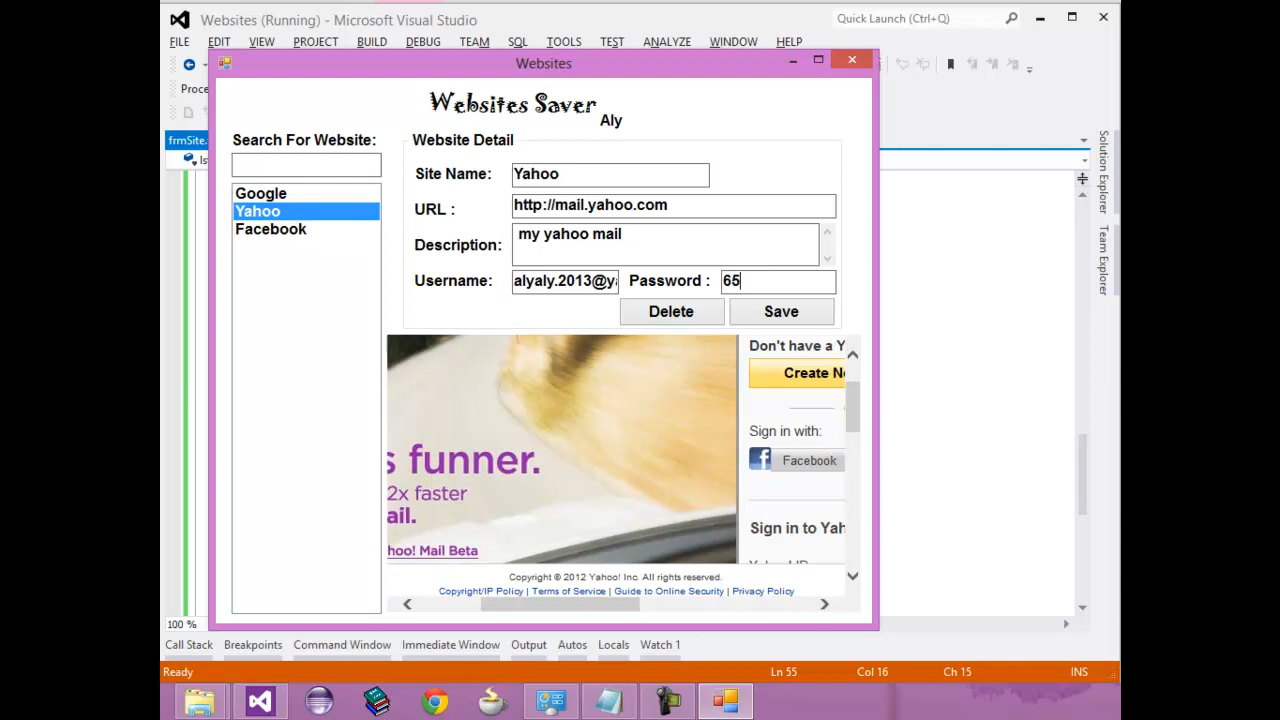 Websites (Running) - Microsoft Visual Studio
Quick Launch (Ctrl+Q)
FILE EDIT VIEW PROJECT BUILD DEBUG TEAM SQL TOOLS TEST ANALYZE WINDOW HELP
Websites
Proce
Websites Saver
Aly
frmSite.
Search For Website:
Website Detail
Site Name: Yahoo
Google
URL : http://mail.yahoo.com
Yahoo
Facebook
Description: my yahoo mail
Username: alyaly.2013@y Password : 65
Delete Save
Don't have a Y
Create N
Sign in with:
Facebook
s funner.
2x faster
ail.
Sign in to Yah
hoo! Mail Beta
Copyright © 2012 Yahoo! Inc. All rights reserved.
Copyright/IP Policy | Terms of Service | Guide to Online Security | Privacy Policy
Solution Explorer
Team Explorer
100 %
Call Stack Breakpoints Command Window Immediate Window Output Autos Locals Watch 1
Ready Ln 55 Col 16 Ch 15 INS